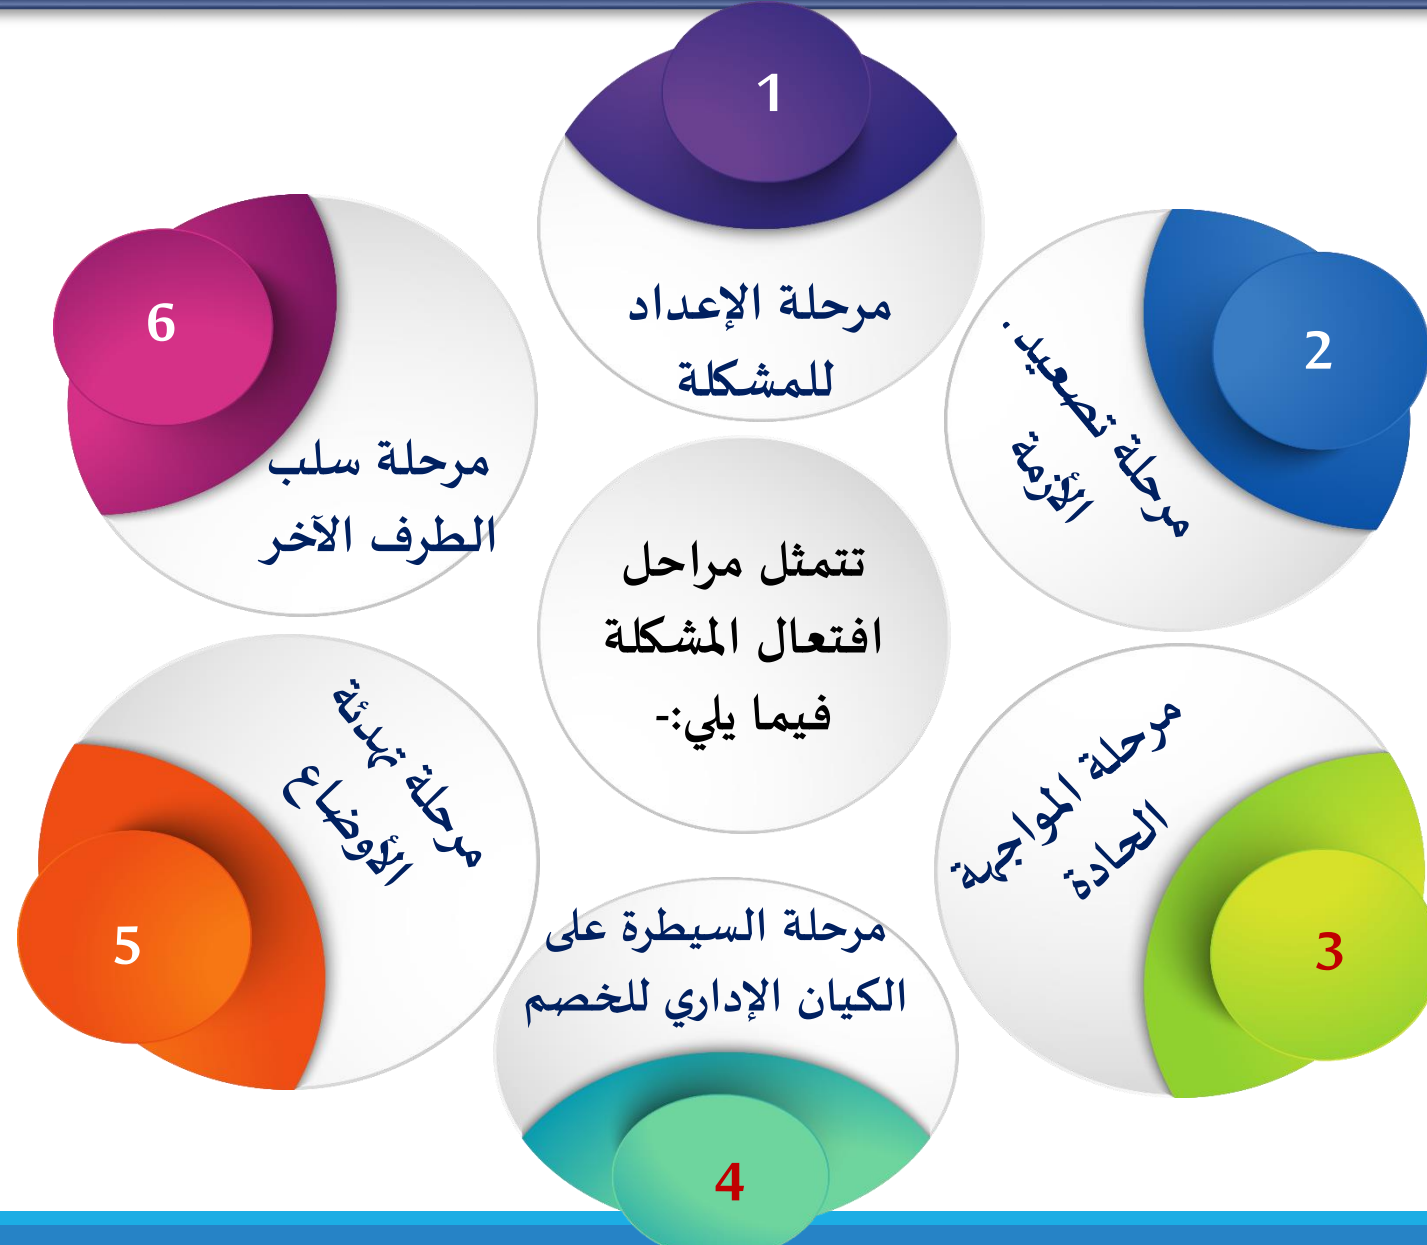 تتمثل مراحل
افتعال المشكلة
فيما يلي:-
1
مرحلة الإعداد
للمشكلة
2
مرحلة تصعيد.
الأزمة
3
مرحلة المواجهة
الحادة
4
مرحلة السيطرة على
الكيان الإداري للخصم
5
مرحلة تهدئة
الأوضاع
6
مرحلة سلب
الطرف الآخر